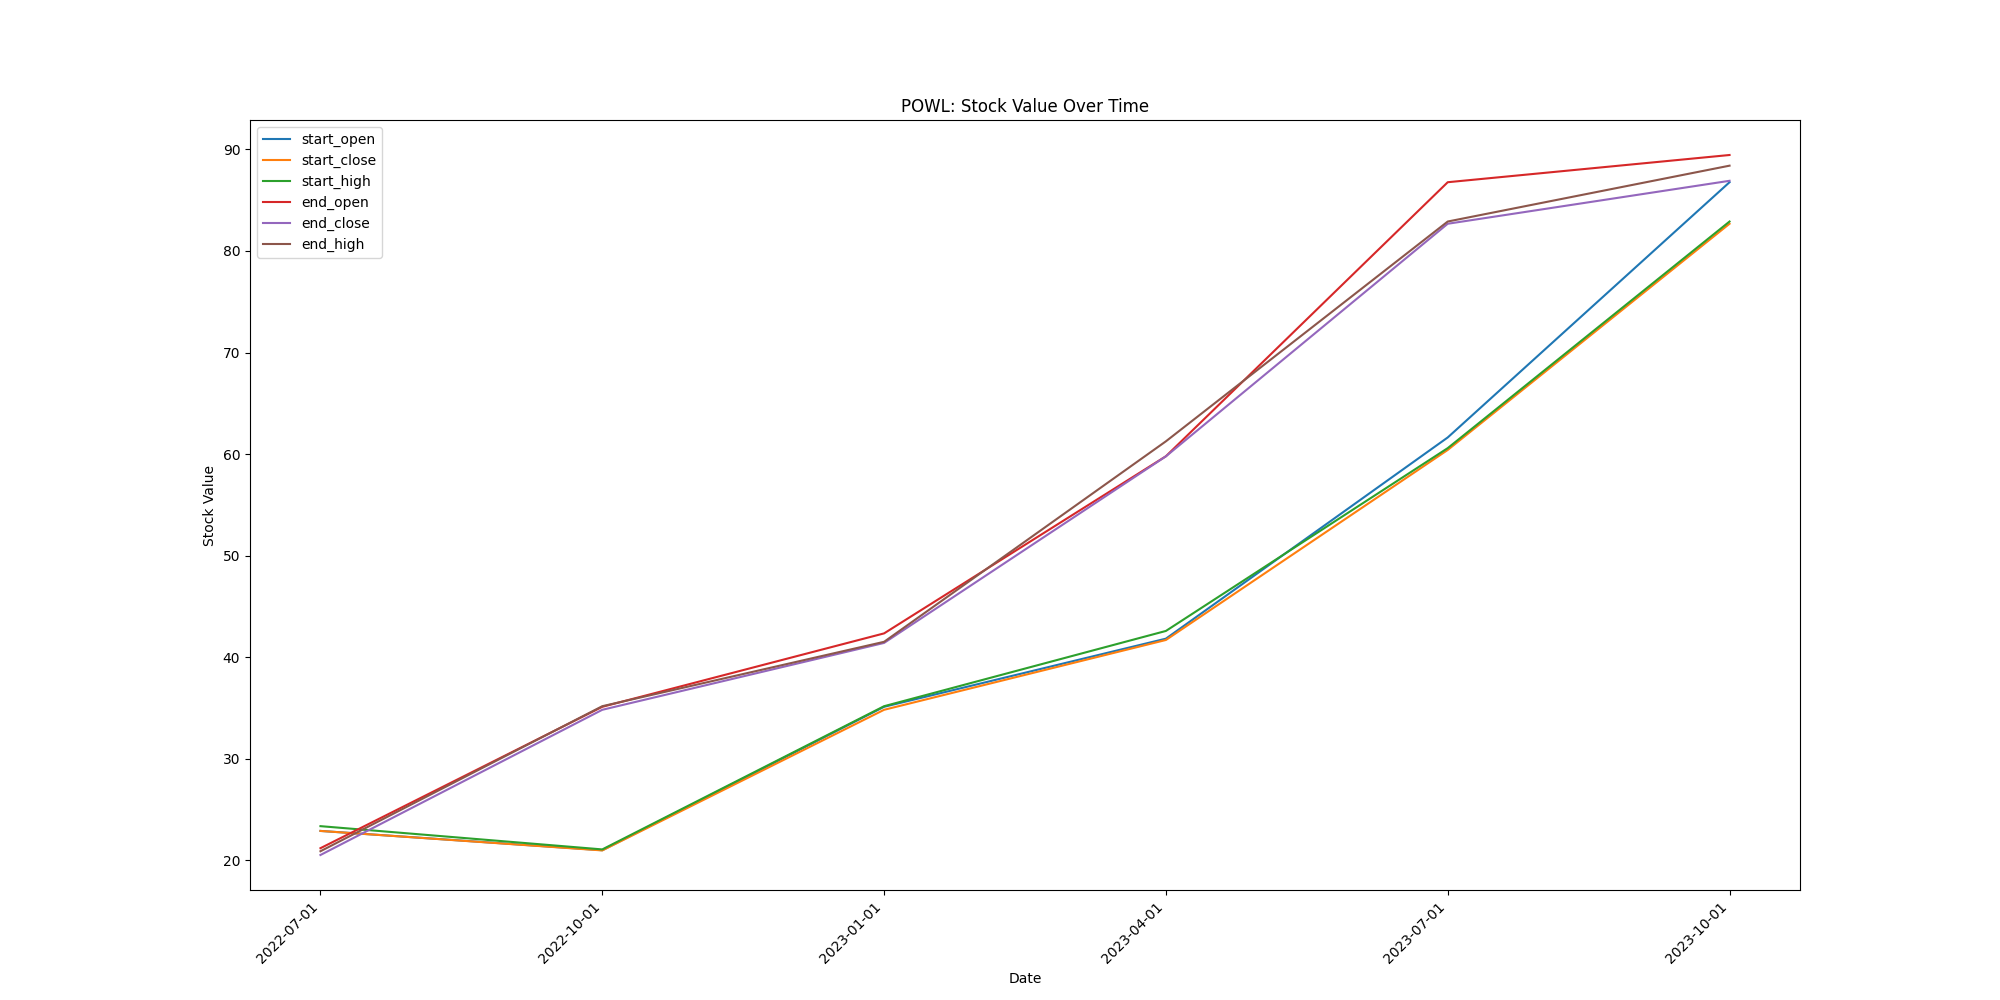 POWL: Stock Value Over Time
start_open
start_close
start_high
end_open
end_close
end_high
90
80
70
60
50
40
30
20
Stock Value
2022-07-01
2022-10-01
2023-01-01
2023-04-01
2023-07-01
2023-10-01
Date